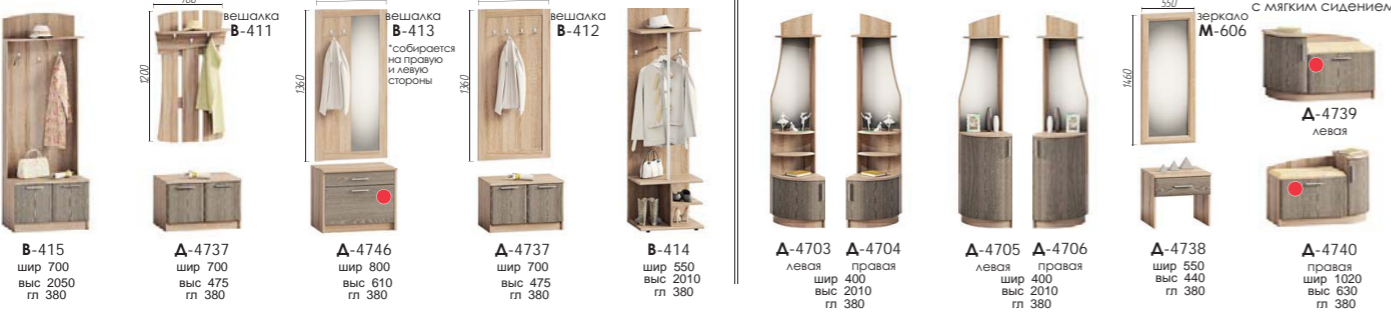 700
вешалка
В-411
1200
вешалка
В-413
*собирается
на правую
и левую
стороны
1360
вешалка
В-412
1360
В-415
шир 700
выс 2050
гл 380
Д-4737
шир 700
выс 475
гл 380
Д-4746
шир 800
выс 610
гл 380
Д-4737
шир 700
выс 475
гл 380
В-414
шир 550
выс 2010
гл 380
Д-4703 Д-4704
левая правая
шир 400
выс 2010
гл 380
Д-4705 Д-4706
левая правая
шир 400
выс 2010
гл 380
550
зеркало
М-606
1460
Д-4738
шир 550
выс 440
гл 380
с мягким сидением
Д-4739
левая
Д-4740
правая
шир 1020
выс 630
гл 380